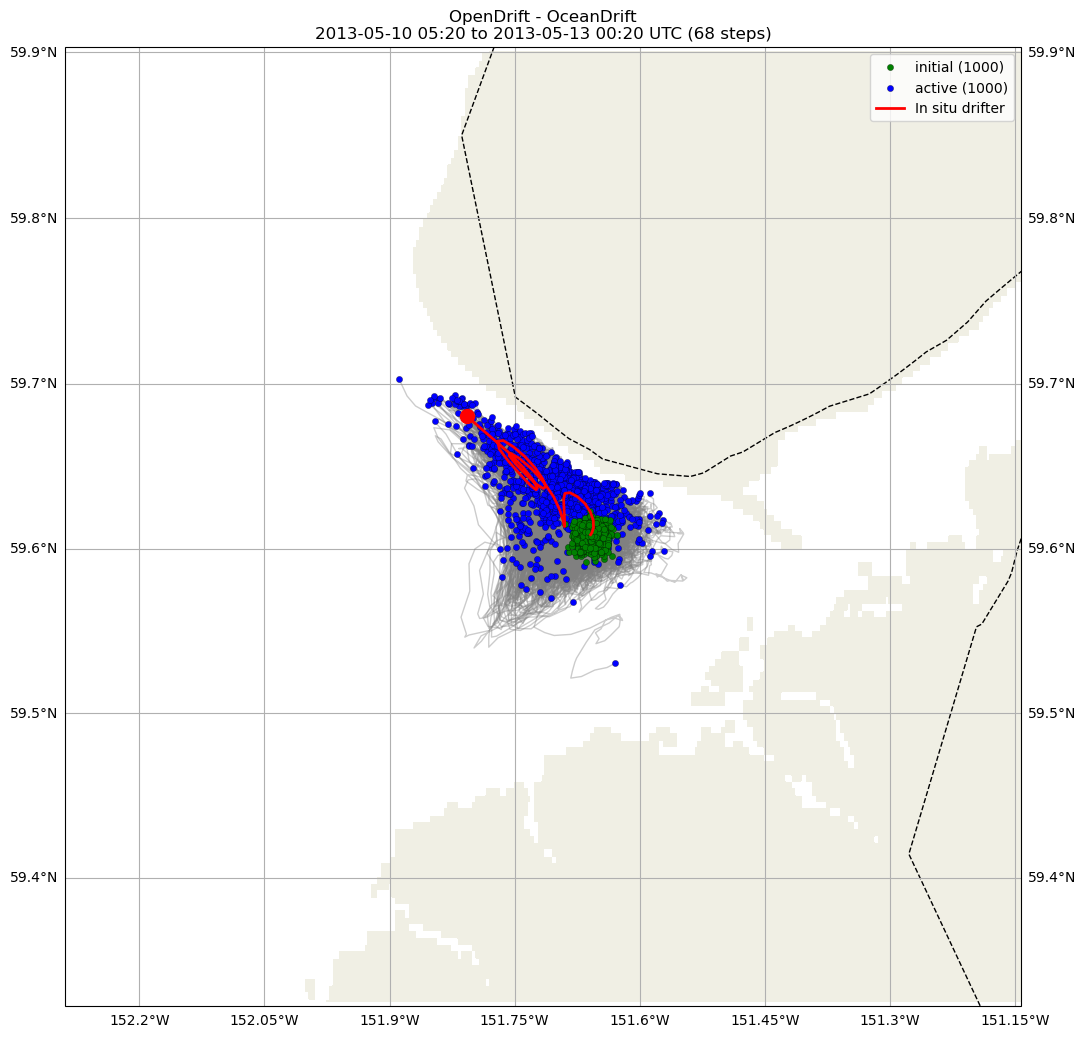 OpenDrift - OceanDrift
2013-05-10 05:20 to 2013-05-13 00:20 UTC (68 steps)
initial (1000)
active (1000)
In situ drifter
59.9°N
59.9°N
59.8°N
59.8°N
59.7°N
59.7°N
59.6°N
59.6°N
59.5°N
59.5°N
59.4°N
59.4°N
152.2°W
152.05°W
151.9°W
151.75°W
151.6°W
151.45°W
151.3°W
151.15°W